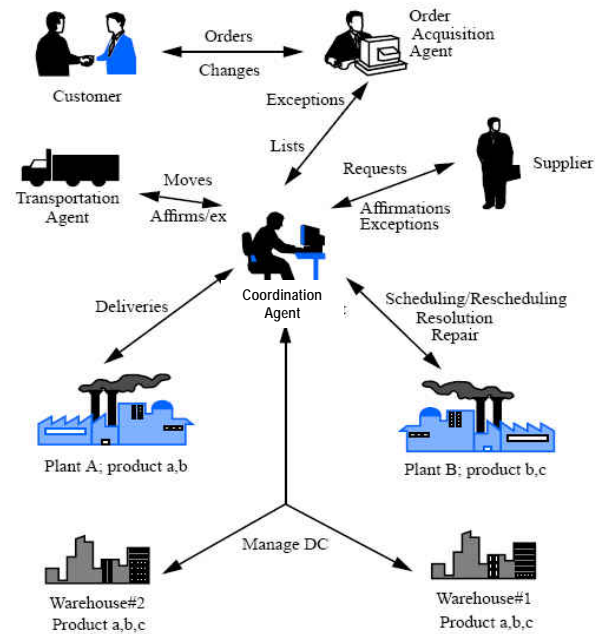 Orders
Changes
Customer
Order
Acquisition
Agent
Exceptions
Lists
Requests
Supplier
Affirmations
Exceptions
Moves
Affirms/ex
Transportation
Agent
Coordination
Agent
Deliveries
Scheduling/Rescheduling
Resolution
Repair
Plant A; product a,b
Plant B; product b,c
Manage DC
Warehouse#2
Product a,b,c
Warehouse#1
Product a,b,c